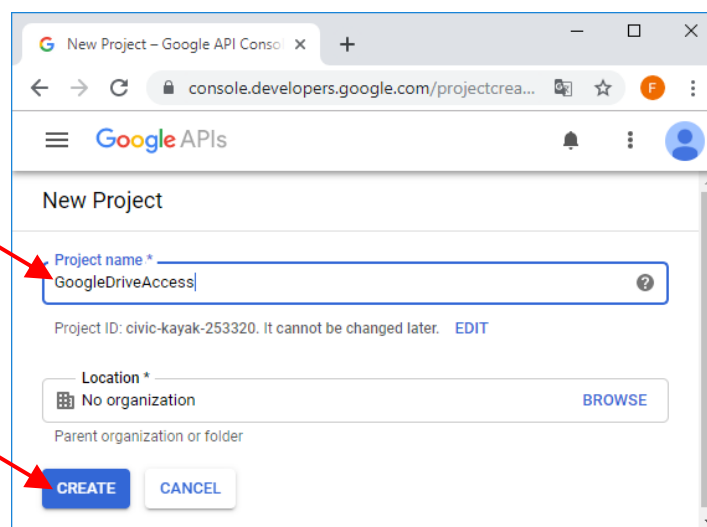 New Project – Google API Consol
console.developers.google.com/projectcrea...
F
Google APIs
New Project
Project name *
GoogleDriveAccess
Project ID: civic-kayak-253320. It cannot be changed later. EDIT
Location *
No organization BROWSE
Parent organization or folder
CREATE CANCEL